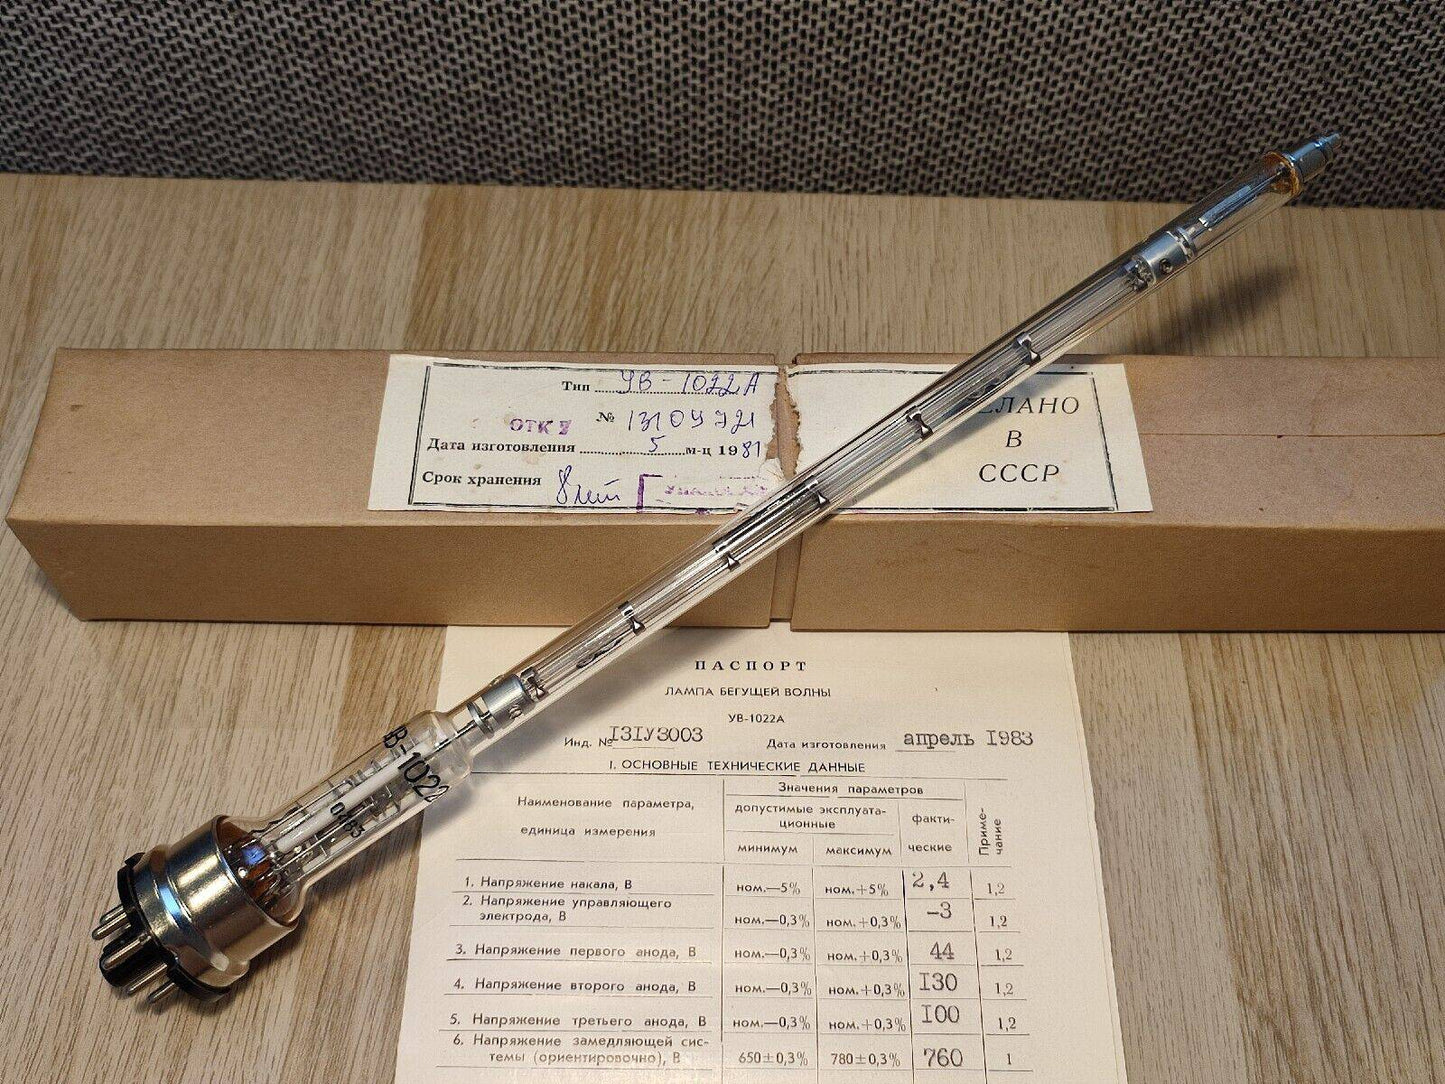 Тип УВ-1022А
№ 13109721
ОТК
Дата изготовления 5 м-ц 1981
Срок хранения 8 лет
ЕЛАНО
В
СССР
В-1022
0483
ПАСПОРТ
ЛАМПА БЕГУЩЕЙ ВОЛНЫ
УВ-1022А
Инд. № I3IУ3003 Дата изготовления апрель I983
I. ОСНОВНЫЕ ТЕХНИЧЕСКИЕ ДАННЫЕ
Наименование параметра,
единица измерения
Значения параметров
допустимые эксплуата-
ционные
минимум максимум
факти-
ческие
Приме-
чание
1. Напряжение накала, В ном.—5% ном.+5% 2,4 1,2
2. Напряжение управляющего
электрода, В ном.—0,3% ном.+0,3% -3 1,2
3. Напряжение первого анода, В ном.—0,3% ном.+0,3% 44 1,2
4. Напряжение второго анода, В ном.—0,3% ном.+0,3% I30 1,2
5. Напряжение третьего анода, В ном.—0,3% ном.+0,3% I00 1,2
6. Напряжение замедляющей сис-
темы (ориентировочно), В 650±0,3% 780±0,3% 760 1